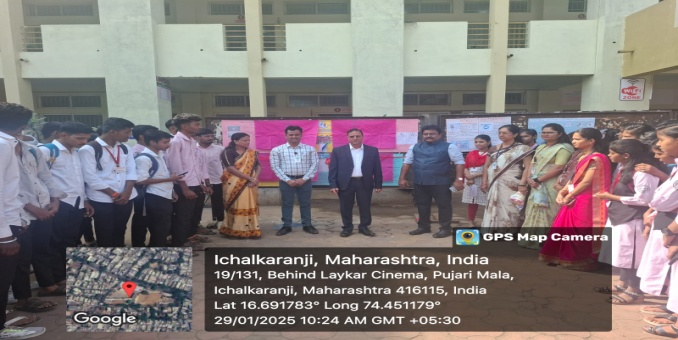 GPS Map Camera
Ichalkaranji, Maharashtra, India
19/131, Behind Laykar Cinema, Pujari Mala,
Ichalkaranji, Maharashtra 416115, India
Lat 16.691783° Long 74.451179°
29/01/2025 10:24 AM GMT +05:30
Google
ZONE